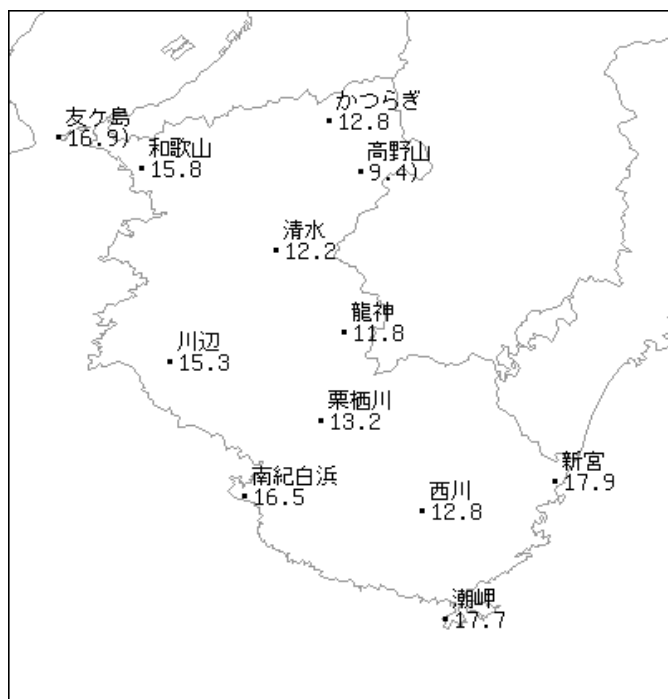 かつらぎ
12.8
友ケ島
16.9)
和歌山
15.8
高野山
9.4)
清水
12.2
龍神
11.8
川辺
15.3
栗栖川
13.2
新宮
17.9
南紀白浜
16.5
西川
12.8
潮岬
17.7